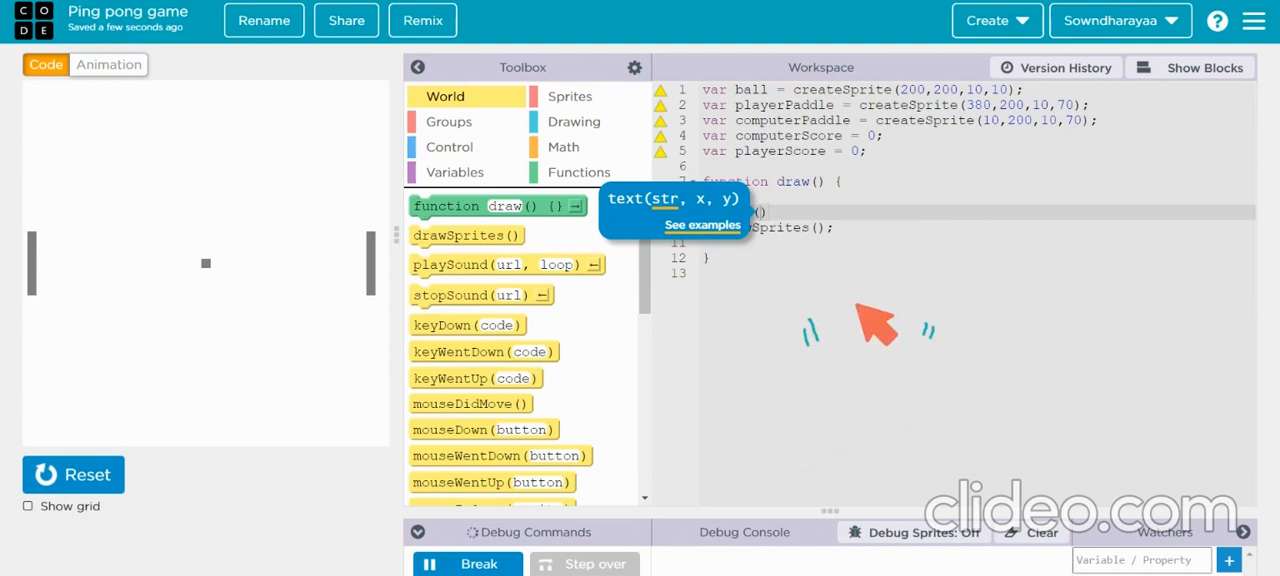 CO
DE
Ping pong game
Saved a few seconds ago
Rename
Share
Remix
Create
Sowndharayaa
?
Code
Animation
Toolbox
Workspace
Version History
Show Blocks
World
Sprites
Groups
Drawing
Control
Math
Variables
Functions
function draw() {}
drawSprites()
playSound(url, loop)
stopSound(url)
keyDown(code)
keyWentDown(code)
keyWentUp(code)
mouseDidMove()
mouseDown(button)
mouseWentDown(button)
mouseWentUp(button)
text(str, x, y)
See examples
1 var ball = createSprite(200,200,10,10);
2 var playerPaddle = createSprite(380,200,10,70);
3 var computerPaddle = createSprite(10,200,10,70);
4 var computerScore = 0;
5 var playerScore = 0;
6
7 function draw() {
()
Sprites();
11
12 }
13
Reset
Show grid
Debug Commands
Debug Console
Debug Sprites: Off
Clear
Watchers
Break
Step over
Variable / Property
+
clideo.com